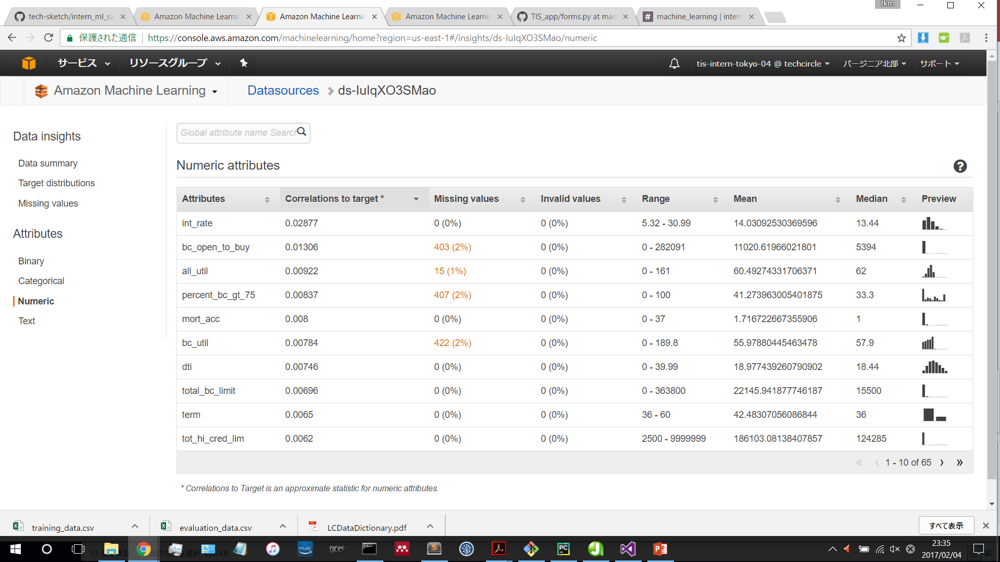 tkm
tech-sketch/intern_ml_sa
Amazon Machine Learnin
Amazon Machine Learnin
Amazon Machine Learnin
TIS_app/forms.py at mast
machine_learning | intern
保護された通信
https://console.aws.amazon.com/machinelearning/home?region=us-east-1#/insights/ds-IuIqXO3SMao/numeric
サービス
リソースグループ
tis-intern-tokyo-04 @ techcircle
バージニア北部
サポート
Amazon Machine Learning
Datasources
ds-IuIqXO3SMao
Data insights
Data summary
Target distributions
Missing values
Attributes
Binary
Categorical
Numeric
Text
Global attribute name Search
Numeric attributes
Attributes Correlations to target * Missing values Invalid values Range Mean Median Preview
int_rate 0.02877 0 (0%) 0 (0%) 5.32 - 30.99 14.03092530369596 13.44
bc_open_to_buy 0.01306 403 (2%) 0 (0%) 0 - 282091 11020.61966021801 5394
all_util 0.00922 15 (1%) 0 (0%) 0 - 161 60.49274331706371 62
percent_bc_gt_75 0.00837 407 (2%) 0 (0%) 0 - 100 41.273963005401875 33.3
mort_acc 0.008 0 (0%) 0 (0%) 0 - 37 1.716722667355906 1
bc_util 0.00784 422 (2%) 0 (0%) 0 - 189.8 55.97880445463478 57.9
dti 0.00746 0 (0%) 0 (0%) 0 - 39.99 18.977439260790902 18.44
total_bc_limit 0.00696 0 (0%) 0 (0%) 0 - 363800 22145.941877746187 15500
term 0.0065 0 (0%) 0 (0%) 36 - 60 42.48307056086844 36
tot_hi_cred_lim 0.0062 0 (0%) 0 (0%) 2500 - 9999999 186103.08138407857 124285
« ‹ 1 - 10 of 65 › »
* Correlations to Target is an approximate statistic for numeric attributes.
training_data.csv
evaluation_data.csv
LCDataDictionary.pdf
すべて表示
23:35
2017/02/04